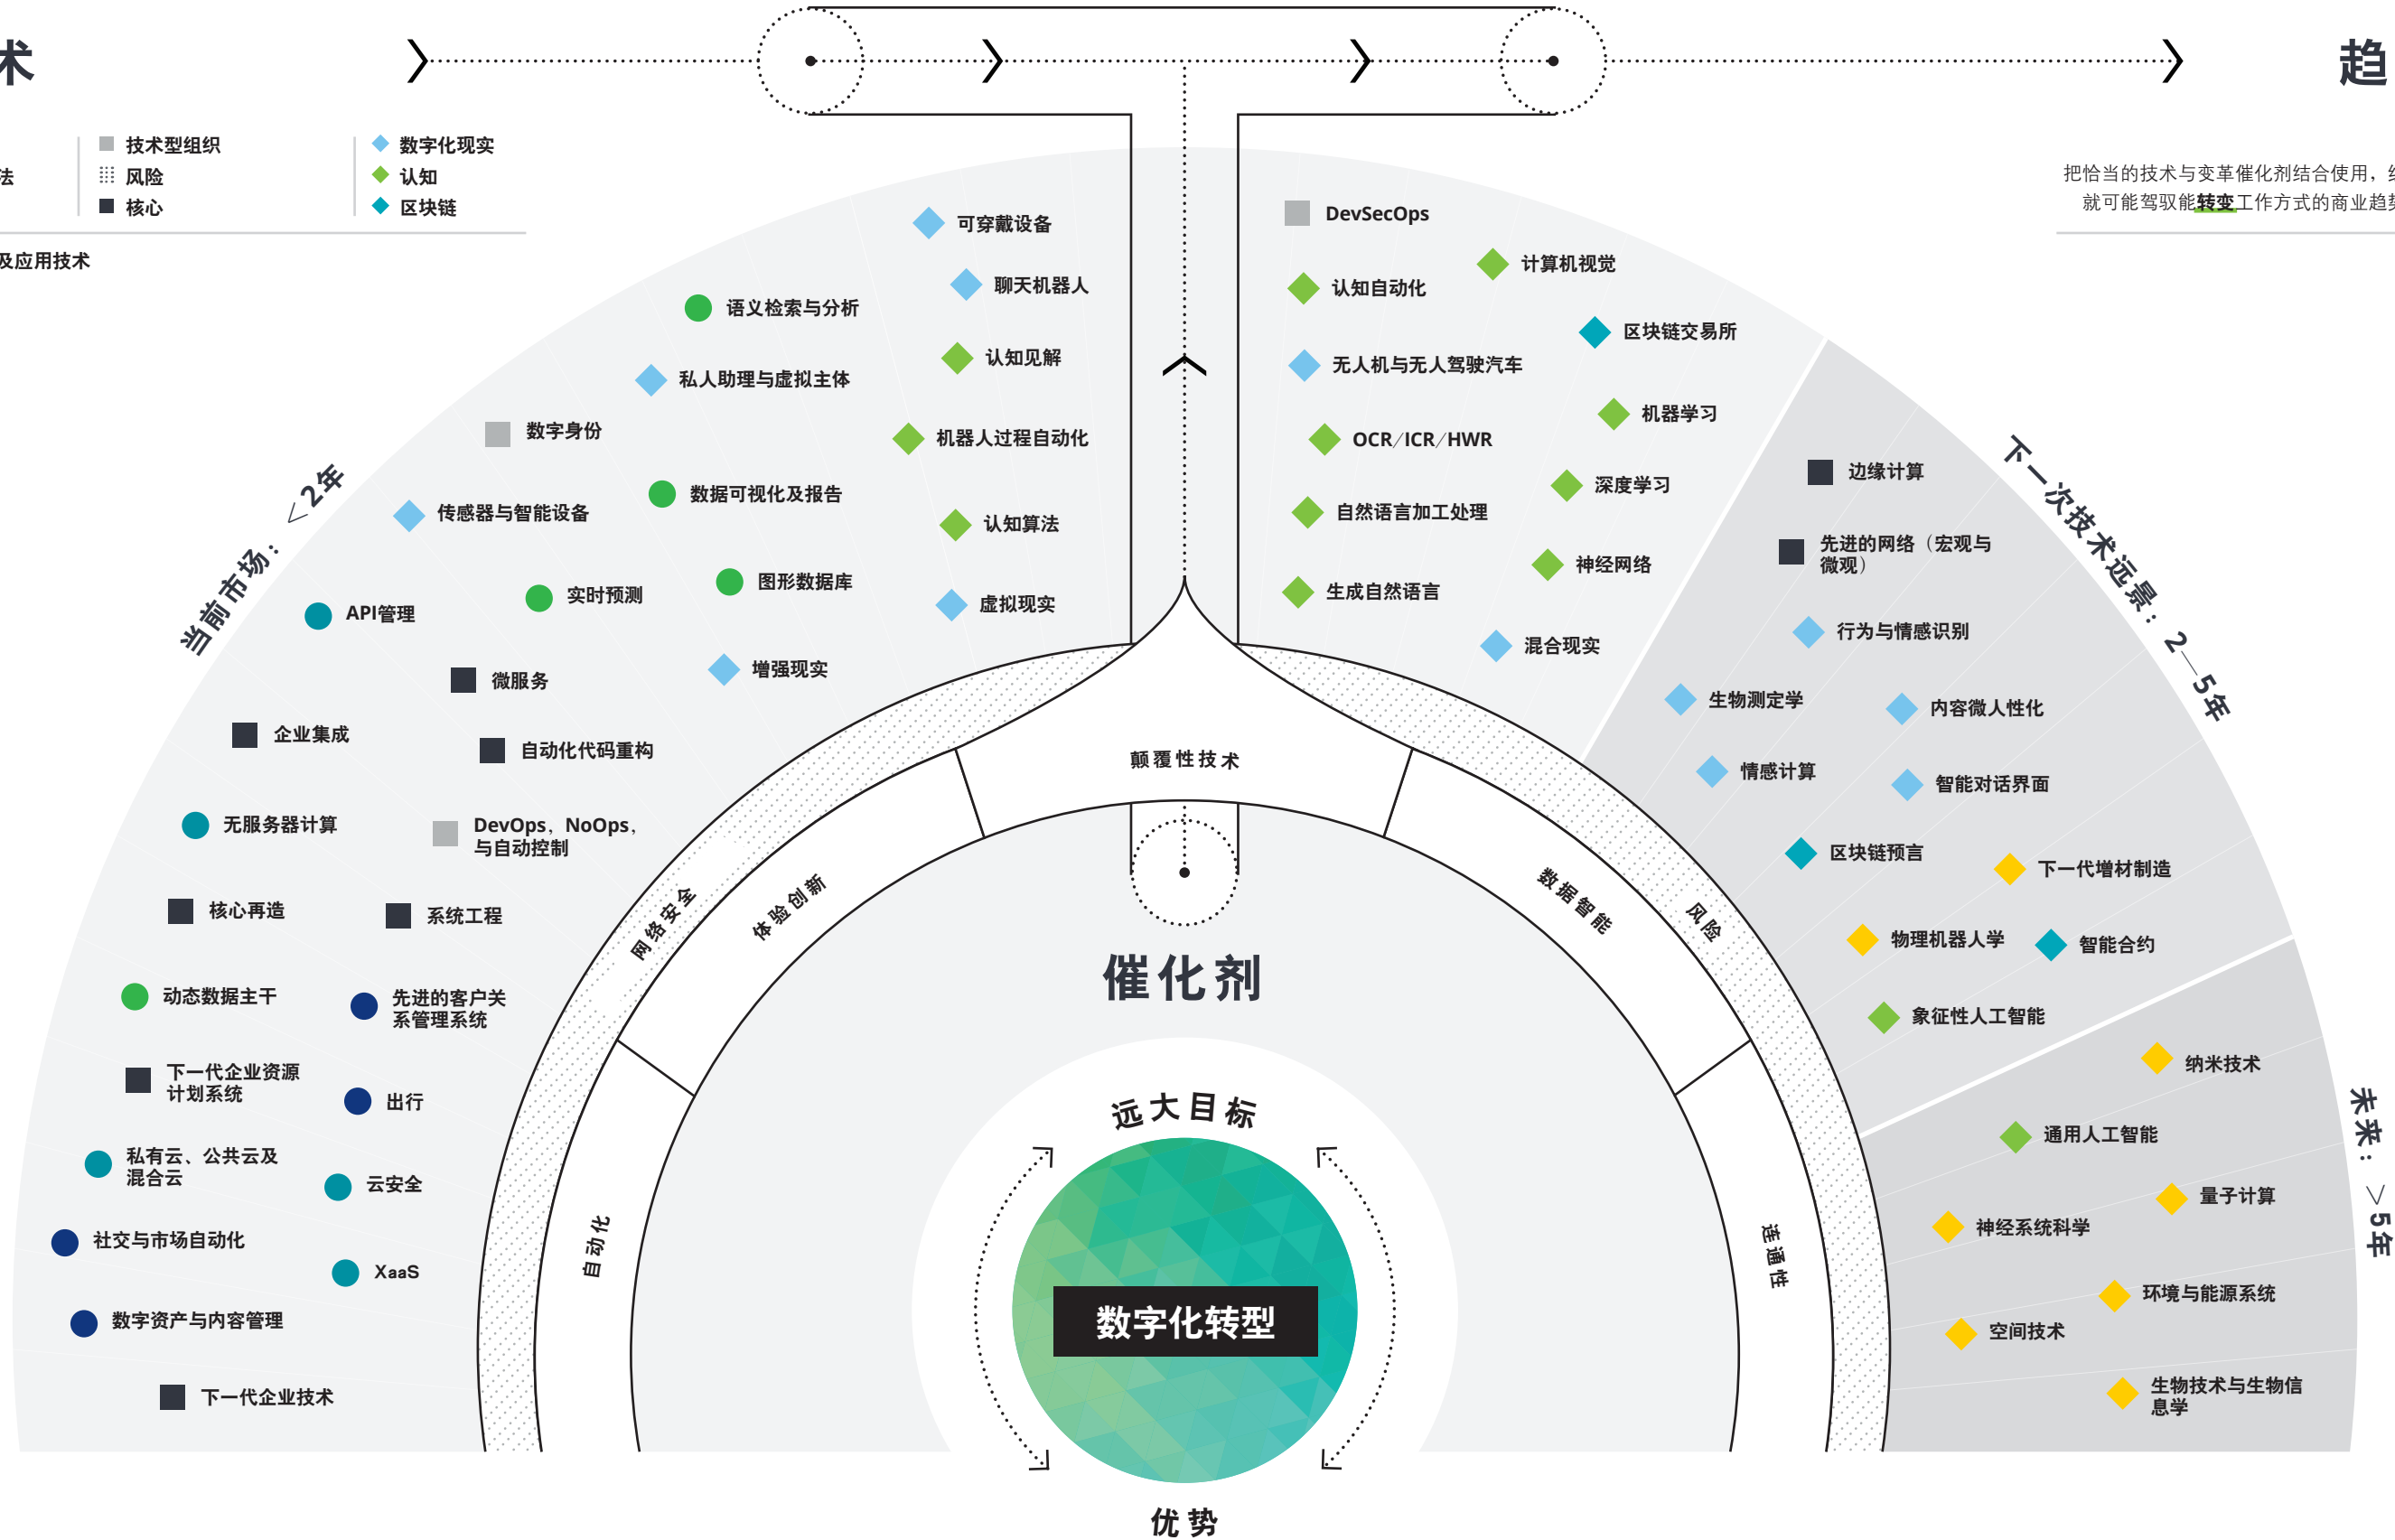 术
趋
技术型组织
风险
核心
数字化现实
认知
区块链
法
及应用技术
把恰当的技术与变革催化剂结合使用，
就可能驾驭能转变工作方式的商业趋
当前市场：＜2年
可穿戴设备
聊天机器人
语义检索与分析
认知见解
私人助理与虚拟主体
数字身份
机器人过程自动化
数据可视化及报告
传感器与智能设备
认知算法
图形数据库
实时预测
虚拟现实
API管理
增强现实
微服务
企业集成
自动化代码重构
无服务器计算
DevOps，NoOps，
与自动控制
核心再造
系统工程
动态数据主干
先进的客户关
系管理系统
下一代企业资源
计划系统
出行
私有云、公共云及
混合云
云安全
社交与市场自动化
XaaS
数字资产与内容管理
下一代企业技术
DevSecOps
计算机视觉
认知自动化
区块链交易所
无人机与无人驾驶汽车
机器学习
OCR/ICR/HWR
深度学习
自然语言加工处理
神经网络
生成自然语言
混合现实
下一次技术远景：2—5年
边缘计算
先进的网络（宏观与
微观）
行为与情感识别
生物测定学
内容微人性化
情感计算
智能对话界面
区块链预言
下一代增材制造
物理机器人学
智能合约
象征性人工智能
未来：＞5年
纳米技术
通用人工智能
量子计算
神经系统科学
环境与能源系统
空间技术
生物技术与生物信
息学
颠覆性技术
网络安全
体验创新
数据智能
风险
自动化
连通性
催化剂
远大目标
数字化转型
优势